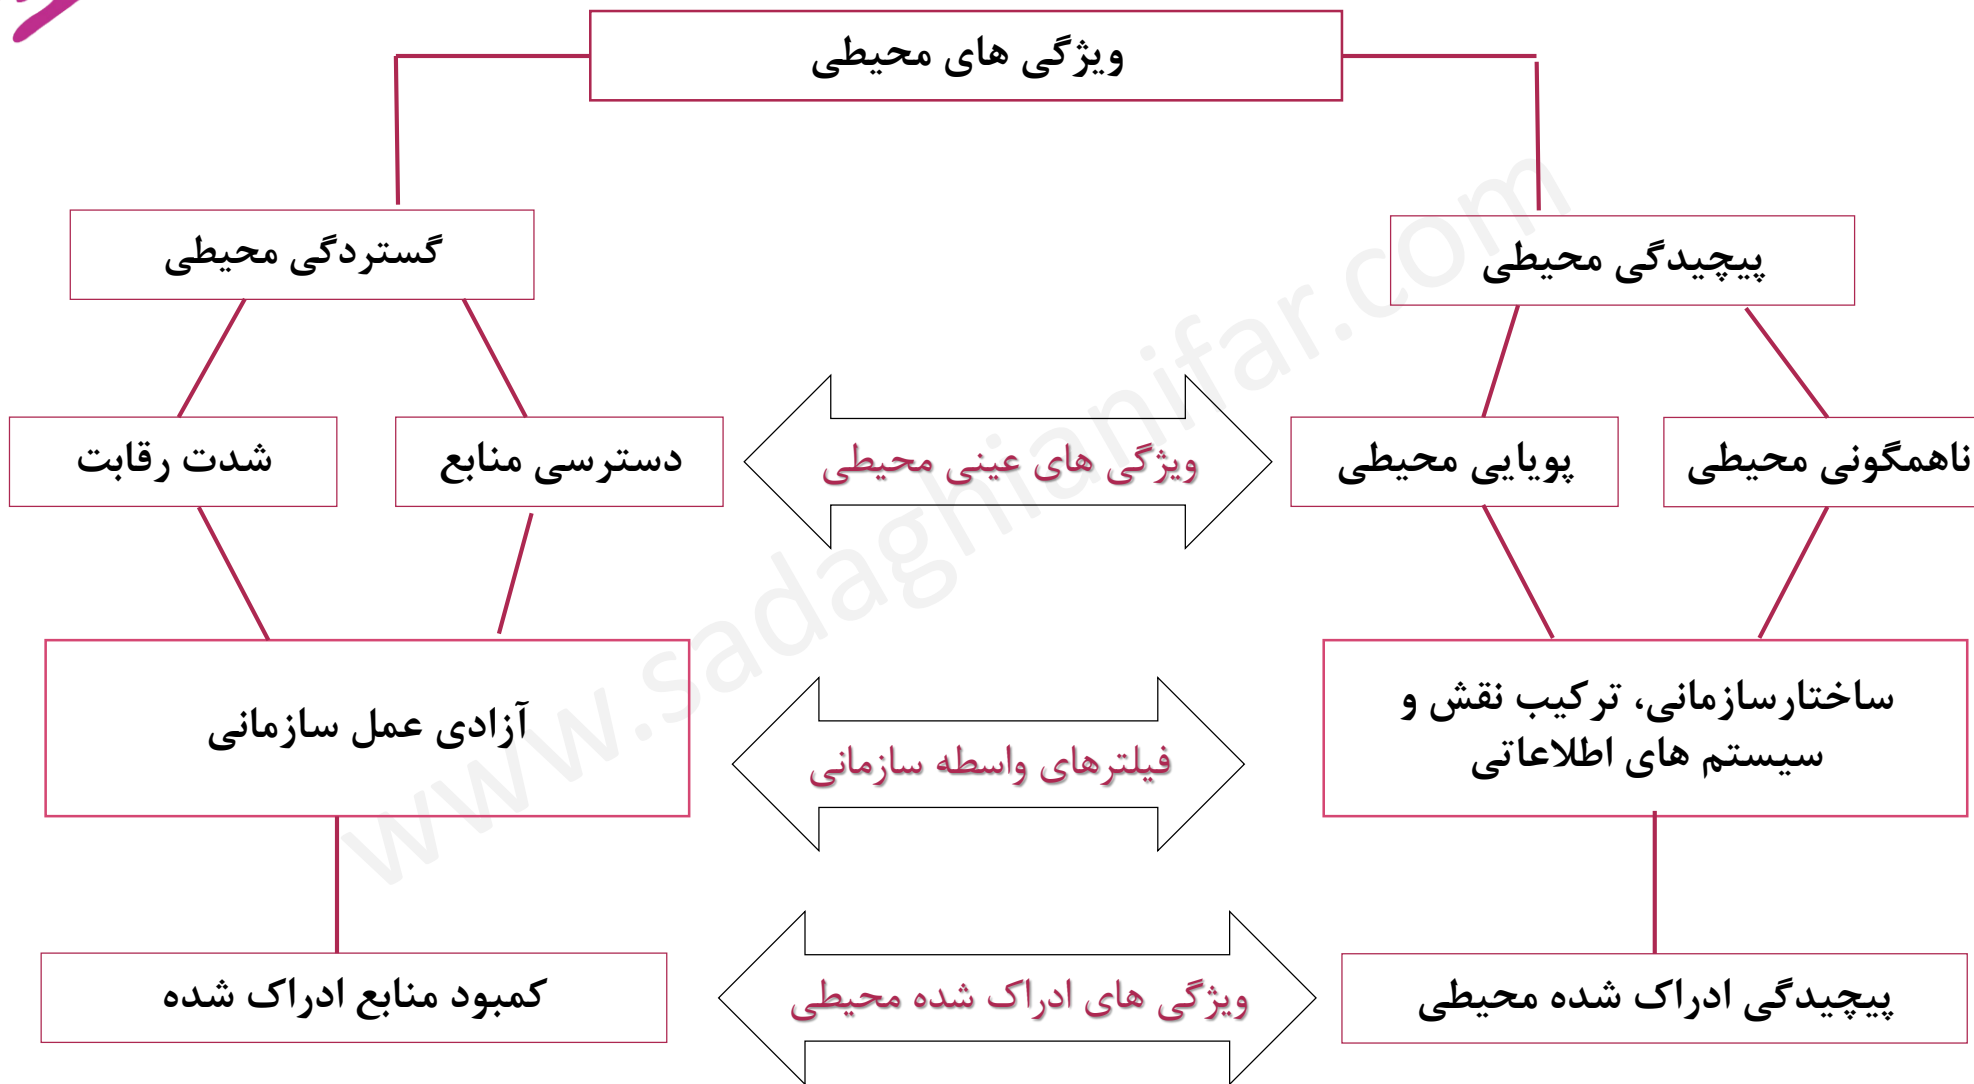 ویژگی های محیطی
پیچیدگی محیطی
گستردگی محیطی
ناهمگونی محیطی
پویایی محیطی
ویژگی های عینی محیطی
دسترسی منابع
شدت رقابت
ساختارسازمانی، ترکیب نقش و
سیستم های اطلاعاتی
فیلترهای واسطه سازمانی
آزادی عمل سازمانی
پیچیدگی ادراک شده محیطی
ویژگی های ادراک شده محیطی
کمبود منابع ادراک شده
www.sadaghianifar.com